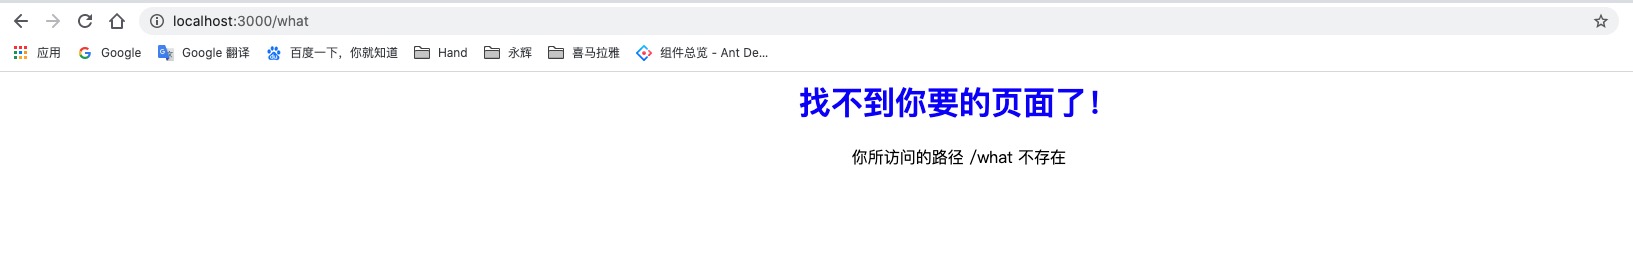 localhost:3000/what
应用 Google Google 翻译 百度一下，你就知道 Hand 永辉 喜马拉雅 组件总览 - Ant De...
找不到你要的页面了！
你所访问的路径 /what 不存在